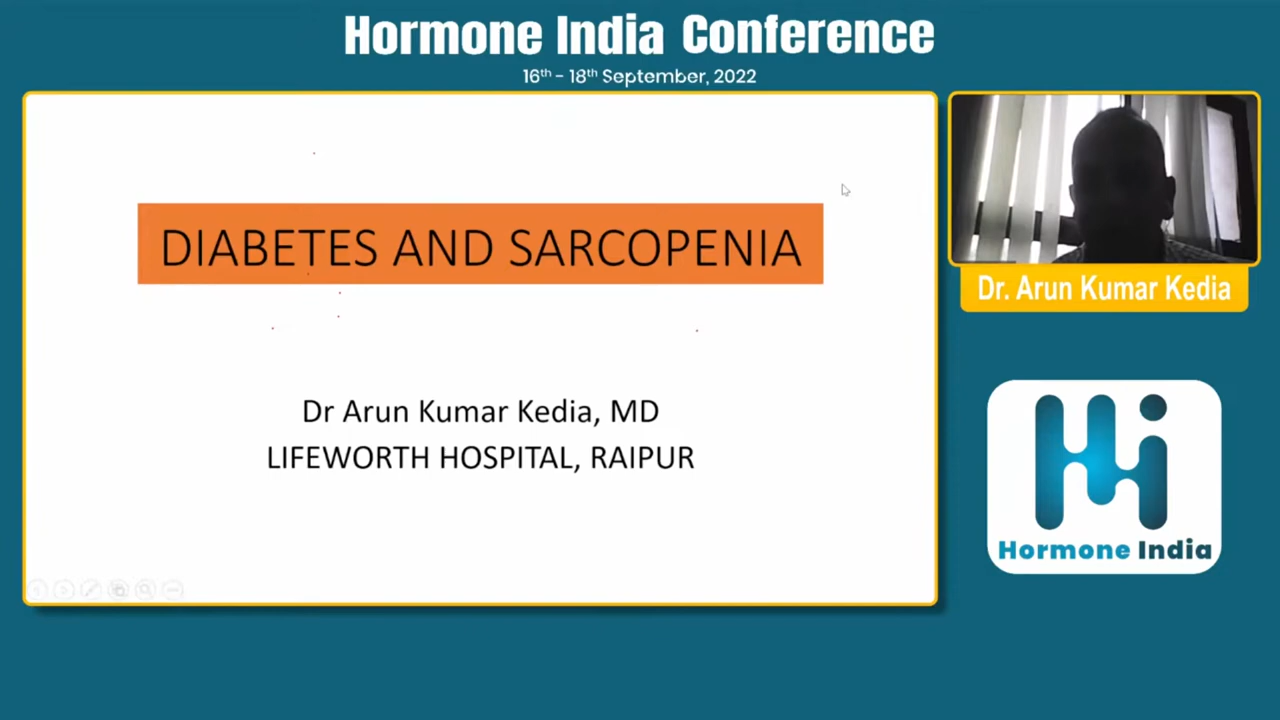 Hormone India Conference
16th - 18th September, 2022
DIABETES AND SARCOPENIA
Dr Arun Kumar Kedia, MD
LIFEWORTH HOSPITAL, RAIPUR
Dr. Arun Kumar Kedia
Hi
Hormone India